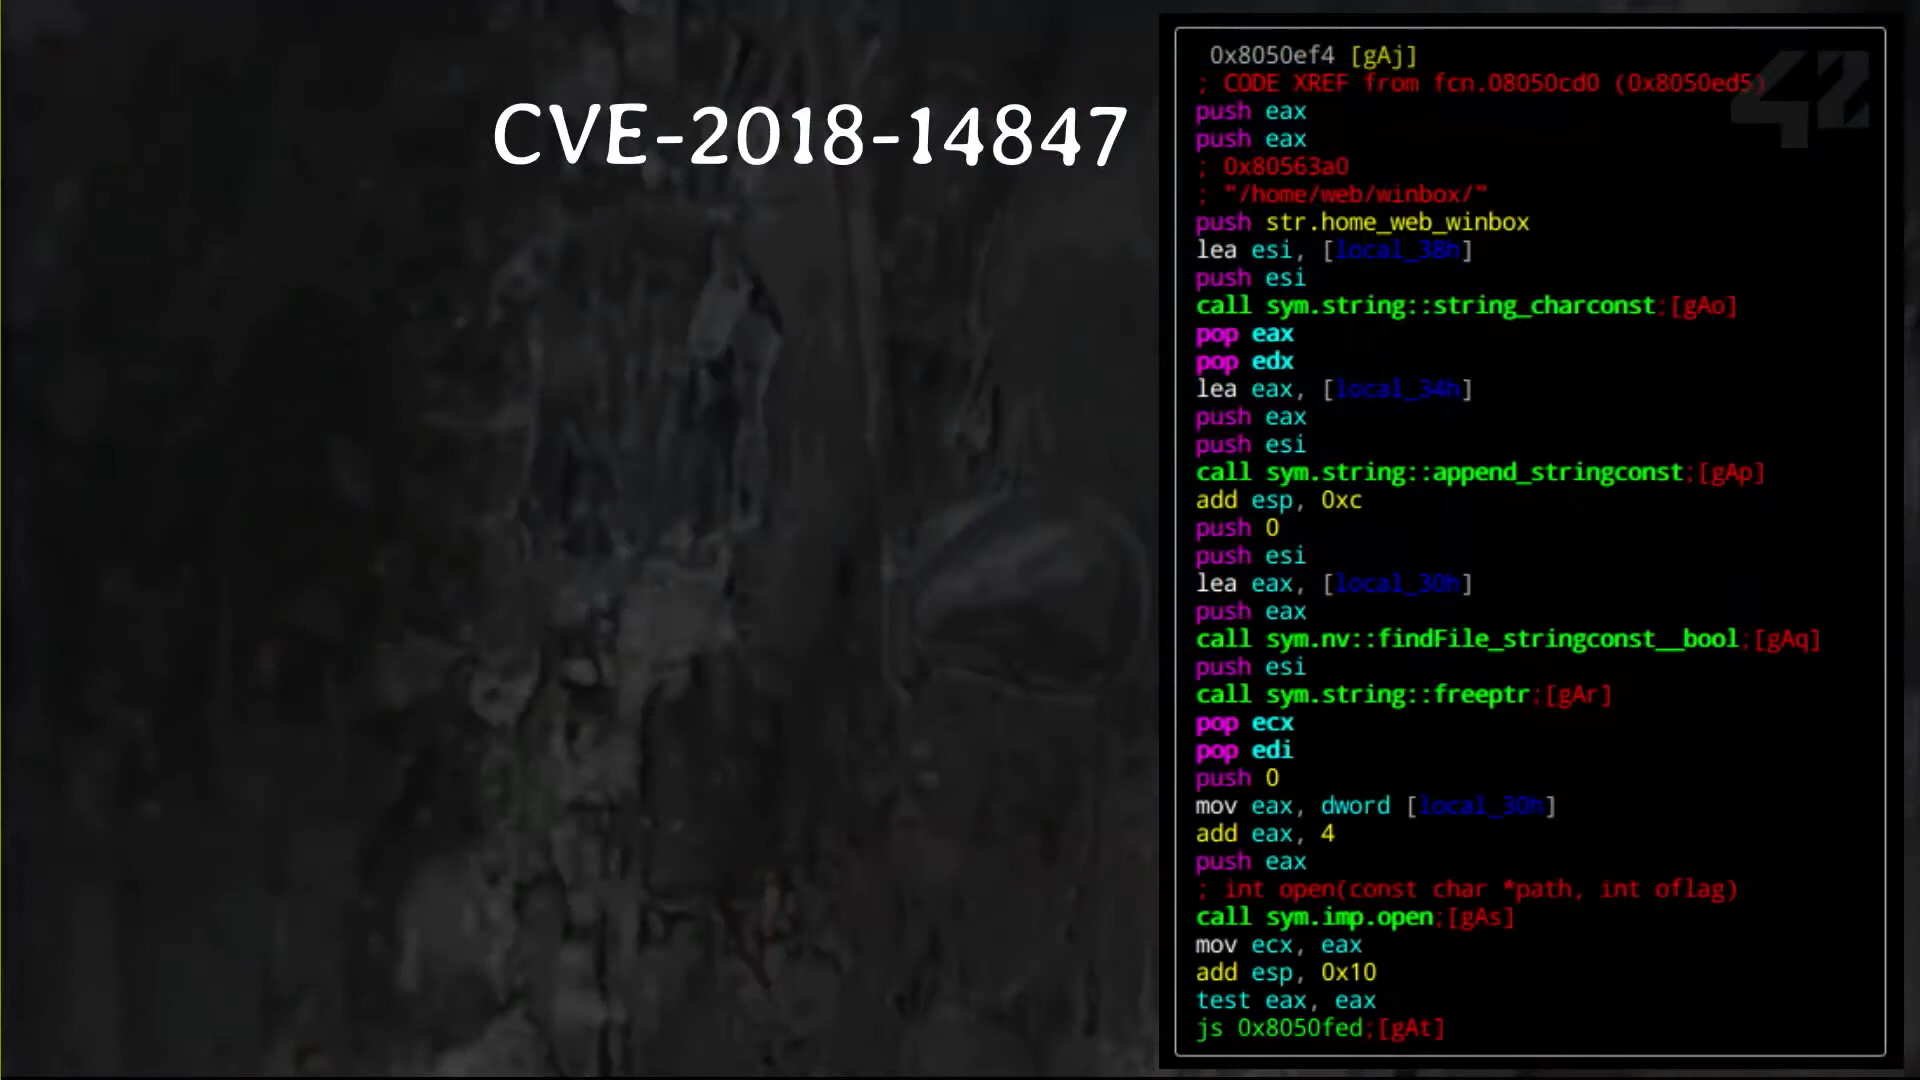 CVE-2018-14847
0x8050ef4 [gAj]
; CODE XREF from fcn.08050cd0 (0x8050ed5)
push eax
push eax
; 0x80563a0
; "/home/web/winbox/"
push str.home_web_winbox
lea esi, [local_38h]
push esi
call sym.string::string_charconst;[gAo]
pop eax
pop edx
lea eax, [local_34h]
push eax
push esi
call sym.string::append_stringconst;[gAp]
add esp, 0xc
push 0
push esi
lea eax, [local_30h]
push eax
call sym.nv::findFile_stringconst__bool;[gAq]
push esi
call sym.string::freeptr;[gAr]
pop ecx
pop edi
push 0
mov eax, dword [local_30h]
add eax, 4
push eax
; int open(const char *path, int oflag)
call sym.imp.open;[gAs]
mov ecx, eax
add esp, 0x10
test eax, eax
js 0x8050fed;[gAt]
42